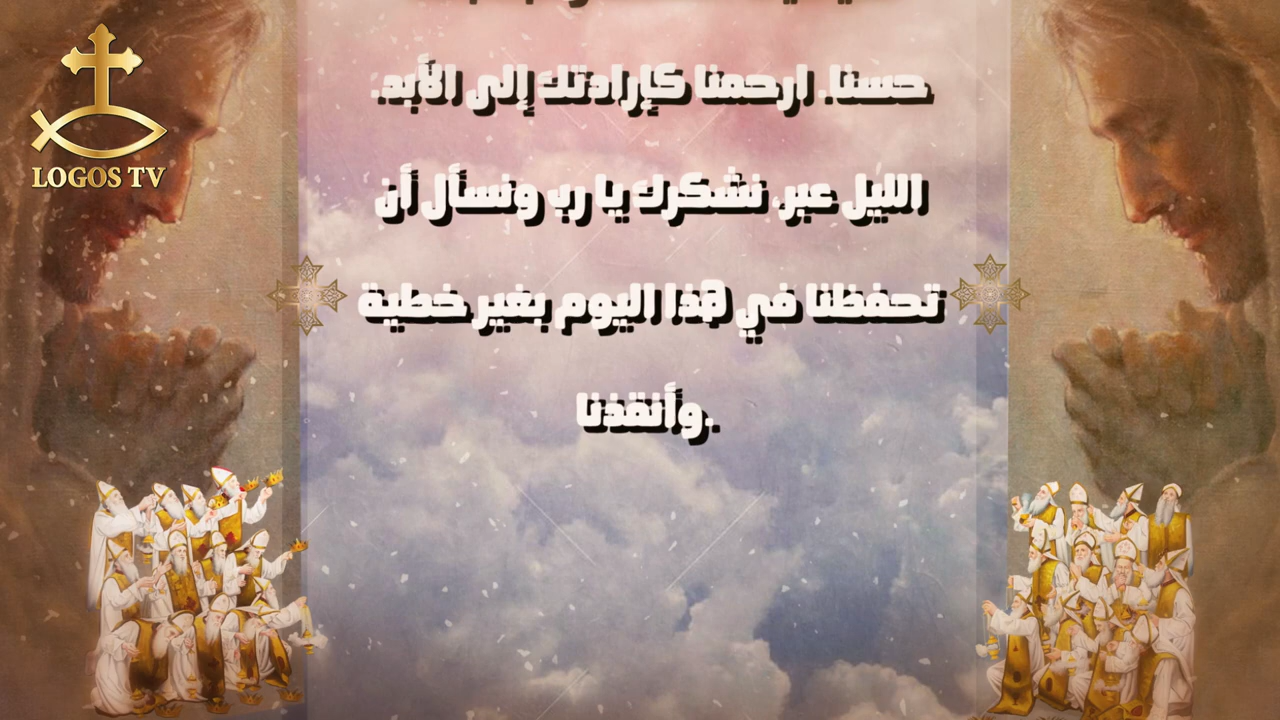 LOGOS TV
حسنا. ارحمنا كإرادتك إلى الأبد.
الليل عبر، نشكرك يا رب ونسأل أن
تحفظنا في هذا اليوم بغير خطية
وأنقذنا.